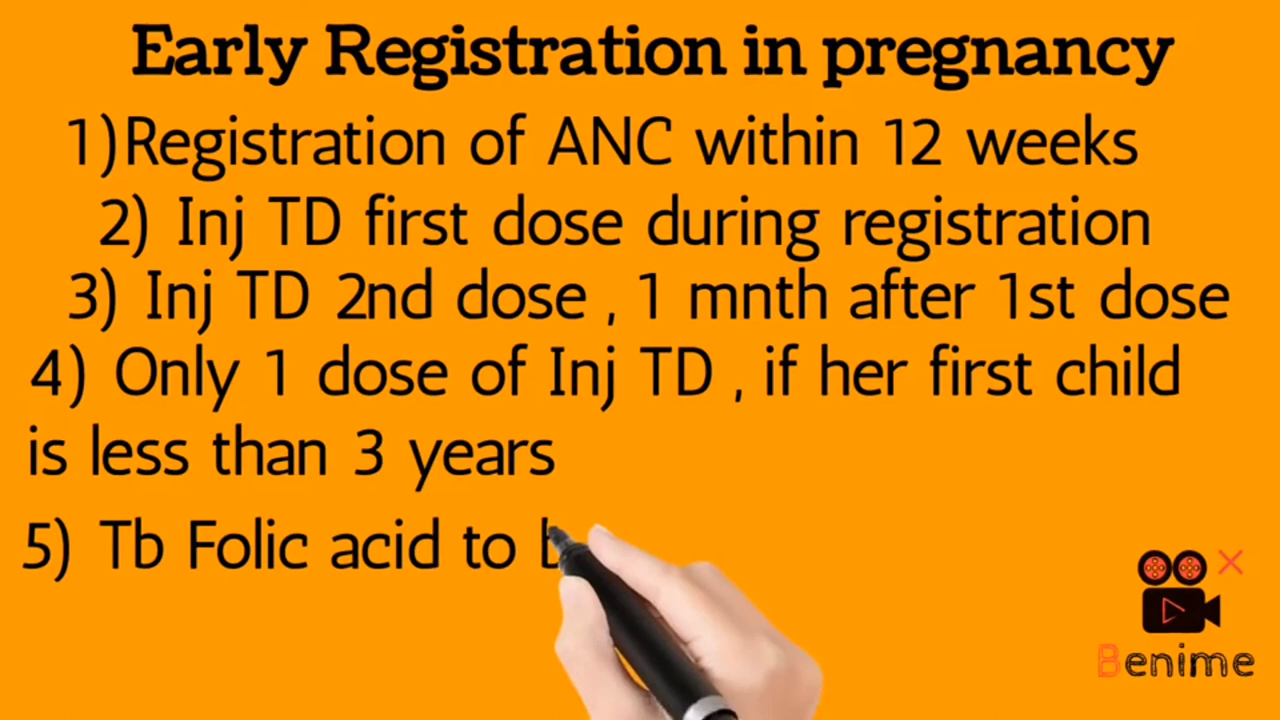 Early Registration in pregnancy
1)Registration of ANC within 12 weeks
2) Inj TD first dose during registration
3) Inj TD 2nd dose , 1 mnth after 1st dose
4) Only 1 dose of Inj TD , if her first child
is less than 3 years
5) Tb Folic acid to
Benime